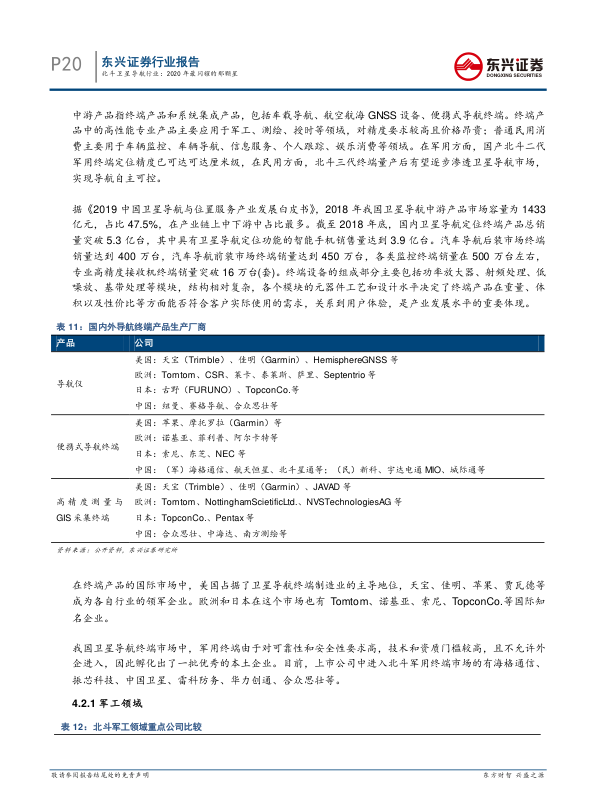 P20
东兴证券行业报告
北斗卫星导航行业：2020 年最闪耀的那颗星
东兴证券
DONGXING SECURITIES
中游产品指终端产品和系统集成产品，包括车载导航、航空航海 GNSS 设备、便携式导航终端。终端产
品中的高性能专业产品主要应用于军工、测绘、授时等领域，对精度要求较高且价格昂贵；普通民用消
费主要用于车辆监控、车辆导航、信息服务、个人跟踪、娱乐消费等领域。在军用方面，国产北斗二代
军用终端定位精度已可达可达厘米级，在民用方面，北斗三代终端量产后有望逐步渗透卫星导航市场，
实现导航自主可控。
据《2019 中国卫星导航与位置服务产业发展白皮书》，2018 年我国卫星导航中游产品市场容量为 1433
亿元，占比 47.5%，在产业链上中下游中占比最多。截至 2018 年底，国内卫星导航定位终端产品总销
量突破 5.3 亿台，其中具有卫星导航定位功能的智能手机销售量达到 3.9 亿台。汽车导航后装市场终端
销量达到 400 万台，汽车导航前装市场终端销量达到 450 万台，各类监控终端销量在 500 万台左右，
专业高精度接收机终端销量突破 16 万台(套)。终端设备的组成部分主要包括功率放大器、射频处理、低
噪放、基带处理等模块，结构相对复杂，各个模块的元器件工艺和设计水平决定了终端产品在重量、体
积以及性价比等方面能否符合客户实际使用的需求，关系到用户体验，是产业发展水平的重要体现。
表 11：国内外导航终端产品生产厂商
产品 公司
美国：天宝（Trimble）、佳明（Garmin）、HemisphereGNSS 等
欧洲：Tomtom、CSR、莱卡、泰莱斯、萨里、Septentrio 等
导航仪
日本：古野（FURUNO）、TopconCo.等
中国：纽曼、赛格导航、合众思壮等
美国：苹果、摩托罗拉（Garmin）等
欧洲：诺基亚、菲利普、阿尔卡特等
便携式导航终端
日本：索尼、东芝、NEC 等
中国：（军）海格通信、航天恒星、北斗星通等；（民）新科、宇达电通 MIO、城际通等
美国：天宝（Trimble）、佳明（Garmin）、JAVAD 等
高精度测量与 欧洲：Tomtom、NottinghamScietificLtd.、NVSTechnologiesAG 等
GIS 采集终端 日本：TopconCo.、Pentax 等
中国：合众思壮、中海达、南方测绘等
资料来源：公开资料，东兴证券研究所
在终端产品的国际市场中，美国占据了卫星导航终端制造业的主导地位，天宝、佳明、苹果、贾瓦德等
成为各自行业的领军企业。欧洲和日本在这个市场也有 Tomtom、诺基亚、索尼、TopconCo.等国际知
名企业。
我国卫星导航终端市场中，军用终端由于对可靠性和安全性要求高，技术和资质门槛较高，且不允许外
企进入，因此孵化出了一批优秀的本土企业。目前，上市公司中进入北斗军用终端市场的有海格通信、
振芯科技、中国卫星、雷科防务、华力创通、合众思壮等。
4.2.1 军工领域
表 12：北斗军工领域重点公司比较
敬请参阅报告结尾处的免责声明
东方财智 兴盛之源